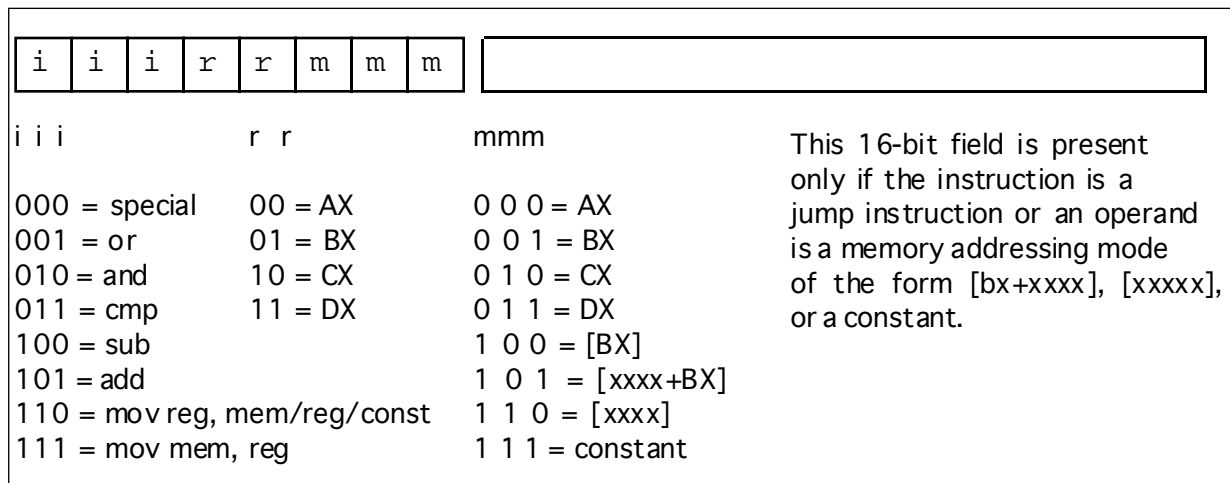 i i i r r m m m
i i i r r mmm
000 = special 00 = AX 0 0 0 = AX
001 = or 01 = BX 0 0 1 = BX
010 = and 10 = CX 0 1 0 = CX
011 = cmp 11 = DX 0 1 1 = DX
100 = sub 1 0 0 = [BX]
101 = add 1 0 1 = [xxxx+BX]
110 = mov reg, mem/reg/const 1 1 0 = [xxxx]
111 = mov mem, reg 1 1 1 = constant
This 16-bit field is present
only if the instruction is a
jump instruction or an operand
is a memory addressing mode
of the form [bx+xxxx], [xxxxx],
or a constant.